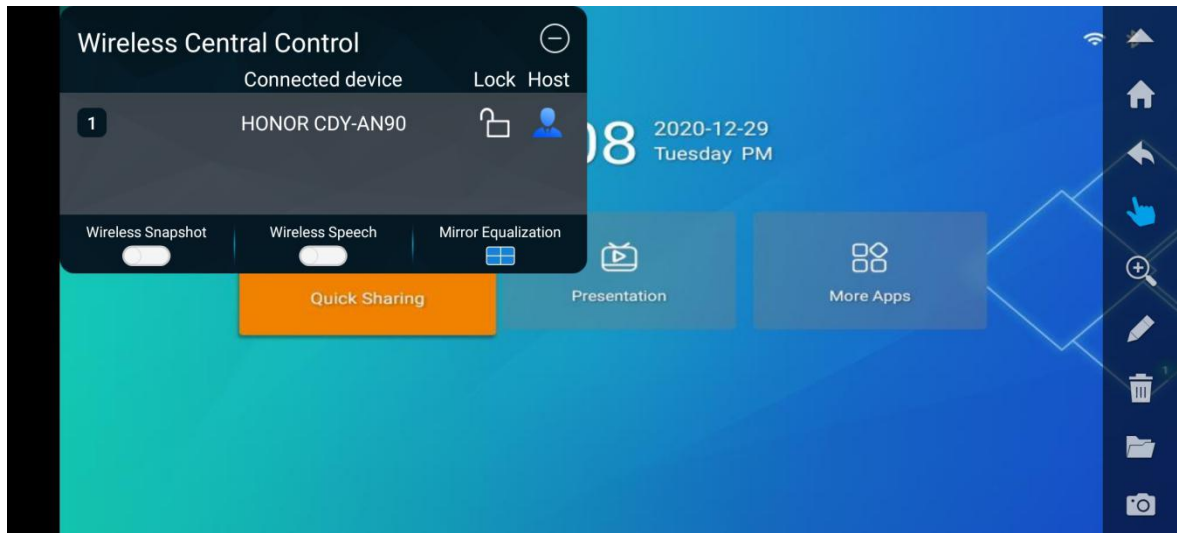 Wireless Central Control
Connected device Lock Host
1 HONOR CDY-AN90
08 2020-12-29
Tuesday PM
Wireless Snapshot Wireless Speech Mirror Equalization
Quick Sharing Presentation More Apps
1